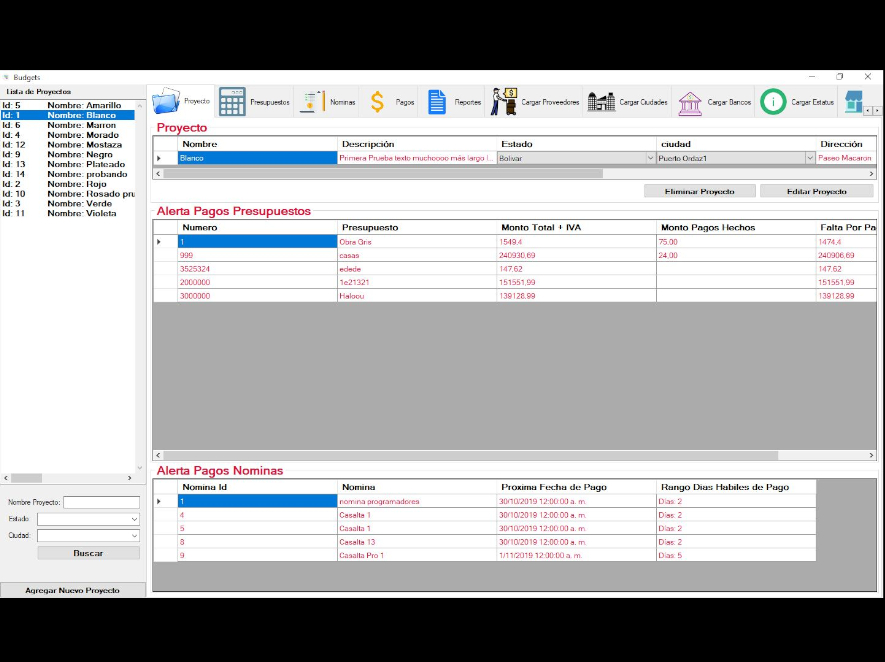 Budgets
Lista de Proyectos
Id: 5 Nombre: Amarillo
Id: 1 Nombre: Blanco
Id: 6 Nombre: Marron
Id: 4 Nombre: Morado
Id: 12 Nombre: Mostaza
Id: 9 Nombre: Negro
Id: 13 Nombre: Plateado
Id: 14 Nombre: probando
Id: 2 Nombre: Rojo
Id: 10 Nombre: Rosado pru
Id: 3 Nombre: Verde
Id: 11 Nombre: Violeta
Nombre Proyecto:
Estado:
Ciudad:
Buscar
Agregar Nuevo Proyecto
Proyecto Presupuestos Nominas Pagos Reportes Cargar Proveedores Cargar Ciudades Cargar Bancos Cargar Estatus
Proyecto
Nombre Descripción Estado ciudad Dirección
Blanco Primera Prueba texto muchoooo más largo l... Bolivar Puerto Ordaz1 Paseo Macaron
Eliminar Proyecto Editar Proyecto
Alerta Pagos Presupuestos
Numero Presupuesto Monto Total + IVA Monto Pagos Hechos Falta Por Pa
1 Obra Gris 1549,4 75,00 1474,4
999 casas 240930,69 24,00 240906,69
3525324 edede 147,62 147,62
2000000 1e21321 151551,99 151551,99
3000000 Haloou 139128,99 139128,99
Alerta Pagos Nominas
Nomina Id Nomina Proxima Fecha de Pago Rango Dias Habiles de Pago
1 nomina programadores 30/10/2019 12:00:00 a. m. Días: 2
4 Casalta 1 30/10/2019 12:00:00 a. m. Días: 2
5 Casalta 1 30/10/2019 12:00:00 a. m. Días: 2
8 Casalta 13 30/10/2019 12:00:00 a. m. Días: 2
9 Casalta Pro 1 1/11/2019 12:00:00 a. m. Días: 5